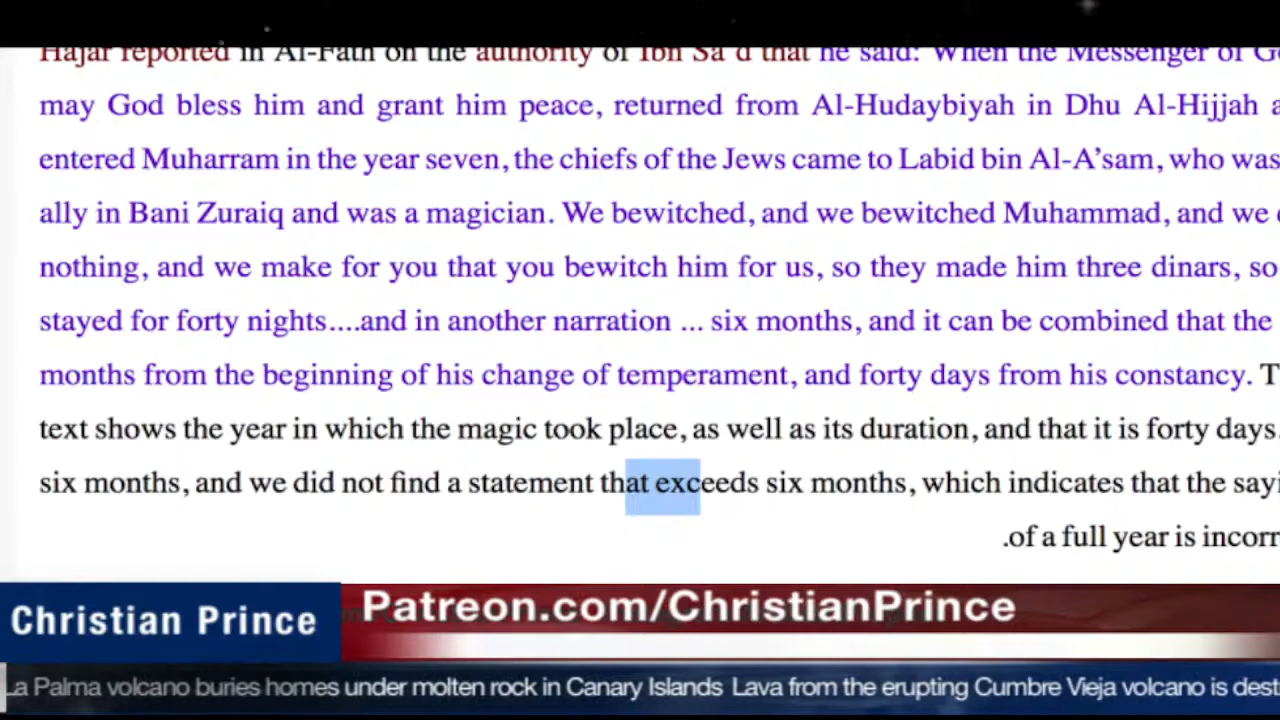 Hajar reported in Al-Fath on the authority of Ibn Sa'd that he said: When the Messenger of
may God bless him and grant him peace, returned from Al-Hudaybiyah in Dhu Al-Hijjah
entered Muharram in the year seven, the chiefs of the Jews came to Labid bin Al-A’sam, who was
ally in Bani Zuraiq and was a magician. We bewitched, and we bewitched Muhammad, and we
nothing, and we make for you that you bewitch him for us, so they made him three dinars, so
stayed for forty nights....and in another narration ... six months, and it can be combined that the
months from the beginning of his change of temperament, and forty days from his constancy.
text shows the year in which the magic took place, as well as its duration, and that it is forty days.
six months, and we did not find a statement that exceeds six months, which indicates that the
.of a full year is incorr
Christian Prince
Patreon.com/ChristianPrince
La Palma volcano buries homes under molten rock in Canary Islands Lava from the erupting Cumbre Vieja volcano is dest